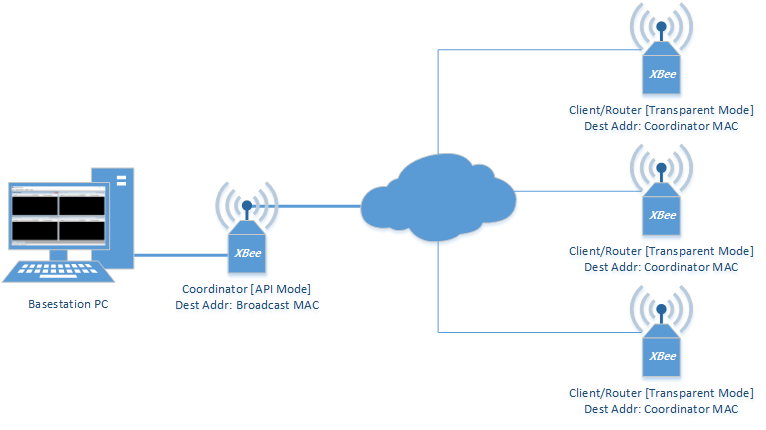 XBee
Client/Router [Transparent Mode]
Dest Addr: Coordinator MAC
XBee
Client/Router [Transparent Mode]
Dest Addr: Coordinator MAC
XBee
Coordinator [API Mode]
Dest Addr: Broadcast MAC
Basestation PC
XBee
Client/Router [Transparent Mode]
Dest Addr: Coordinator MAC